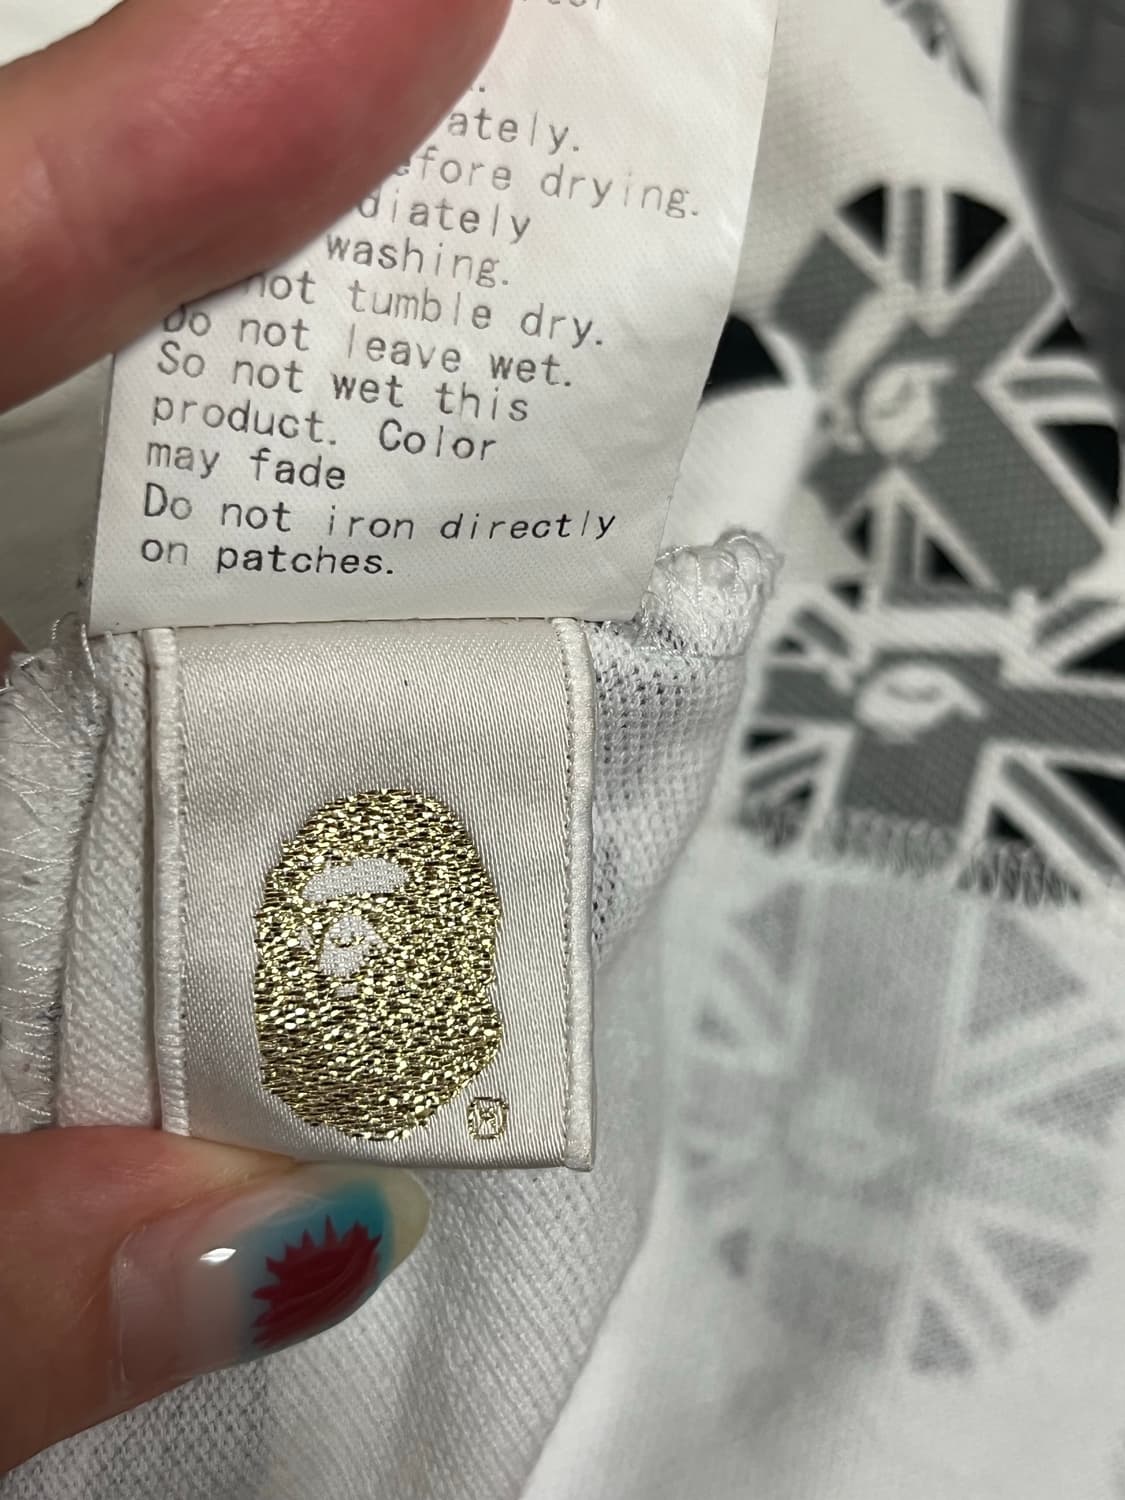 ately.
fore drying.
diately
washing.
not tumble dry.
Do not leave wet.
So not wet this
product. Color
may fade
Do not iron directly
on patches.
®